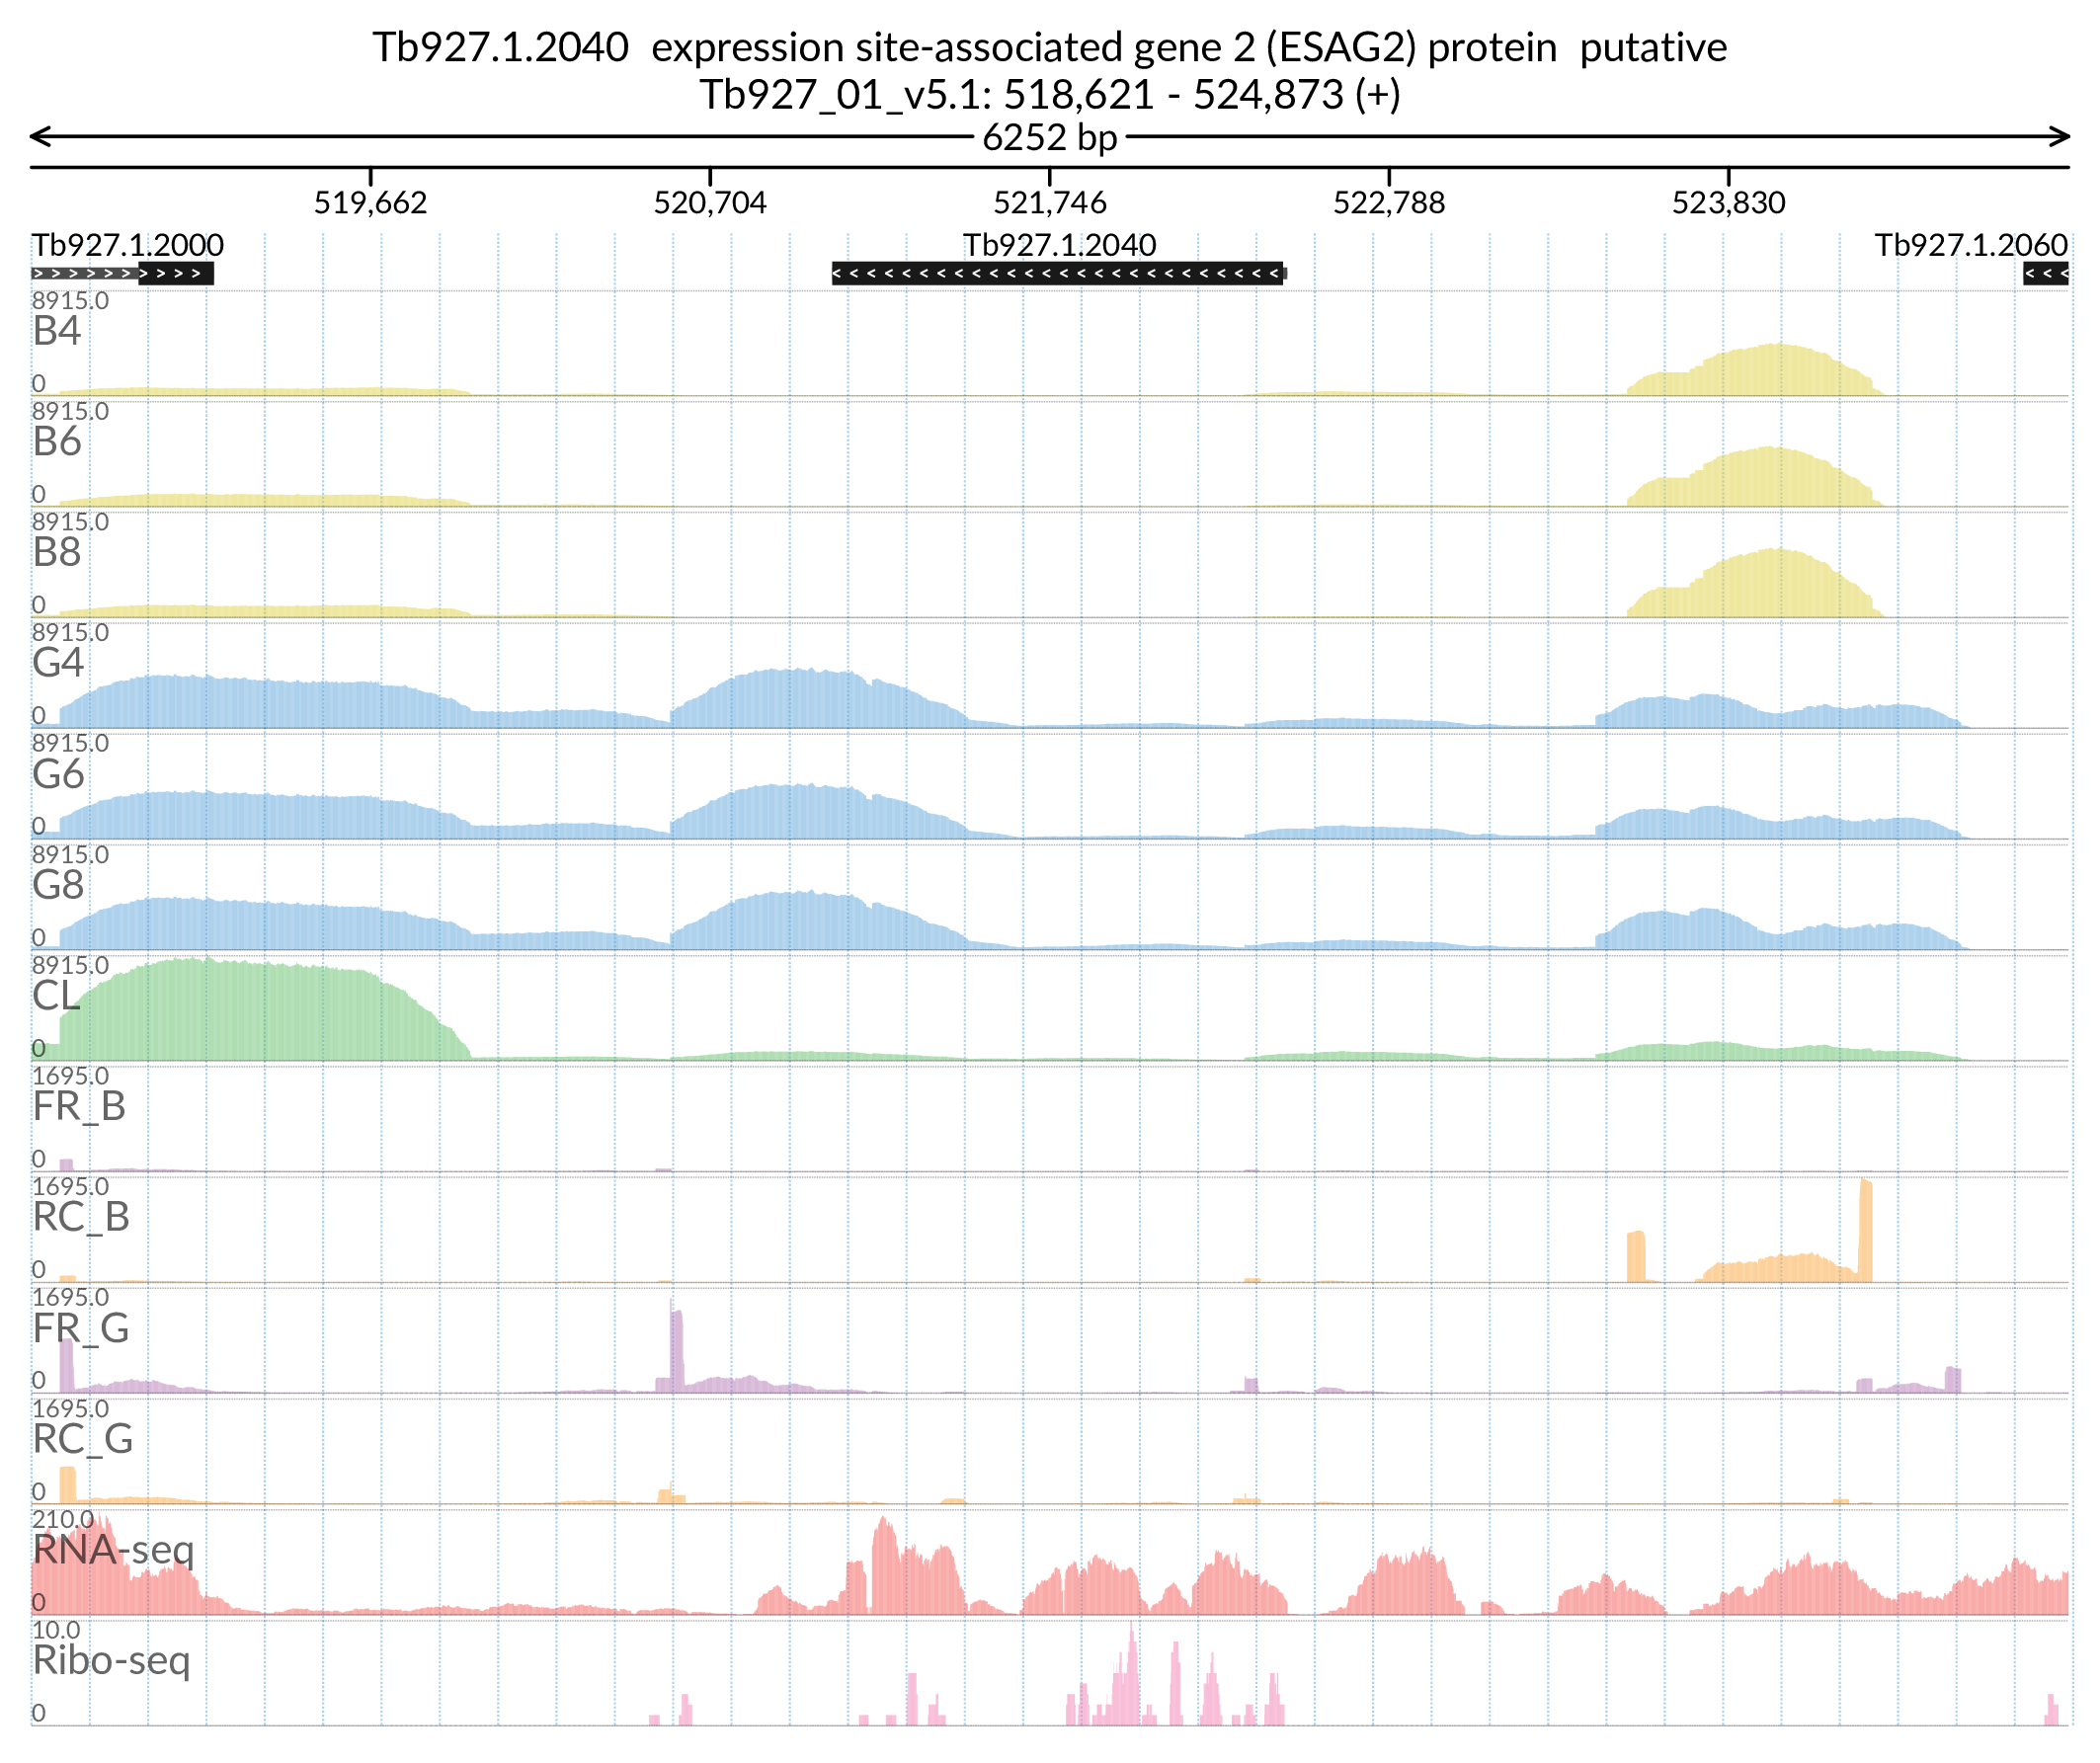 Tb927.1.2040  expression site-associated gene 2 (ESAG2) protein  putative
Tb927_01_v5.1: 518,621 - 524,873 (+)
6252 bp
519,662 520,704 521,746 522,788 523,830
Tb927.1.2000 Tb927.1.2040 Tb927.1.2060
8915.0
B4
0
8915.0
B6
0
8915.0
B8
0
8915.0
G4
0
8915.0
G6
0
8915.0
G8
0
8915.0
CL
0
1695.0
FR_B
0
1695.0
RC_B
0
1695.0
FR_G
0
1695.0
RC_G
0
210.0
RNA-seq
0
10.0
Ribo-seq
0